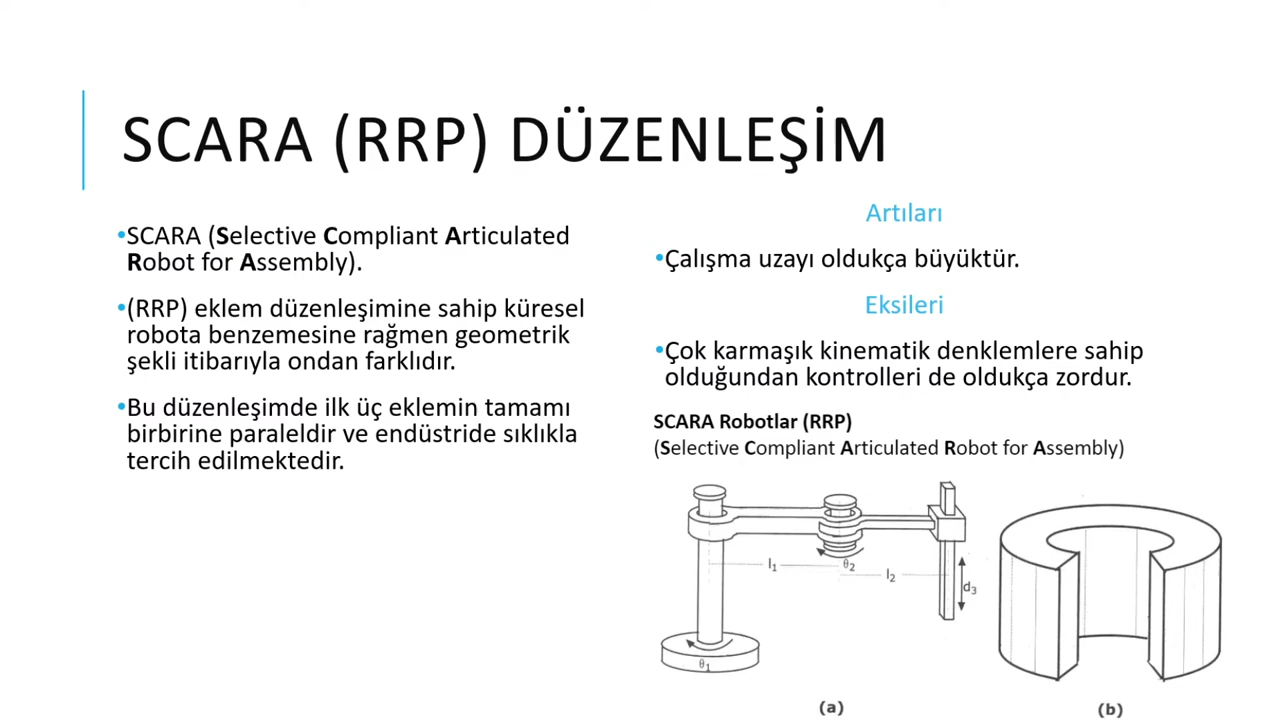 SCARA (RRP) DÜZENLEŞİM
•SCARA (Selective Compliant Articulated
Robot for Assembly).
•(RRP) eklem düzenleşimine sahip küresel
robota benzemesine rağmen geometrik
şekli itibarıyla ondan farklıdır.
•Bu düzenleşimde ilk üç eklemin tamamı
birbirine paraleldir ve endüstride sıklıkla
tercih edilmektedir.
Artıları
•Çalışma uzayı oldukça büyüktür.
Eksileri
•Çok karmaşık kinematik denklemlere sahip
olduğundan kontrolleri de oldukça zordur.
SCARA Robotlar (RRP)
(Selective Compliant Articulated Robot for Assembly)
l₁
θ₂
l₂
d₃
θ₁
(a)
(b)